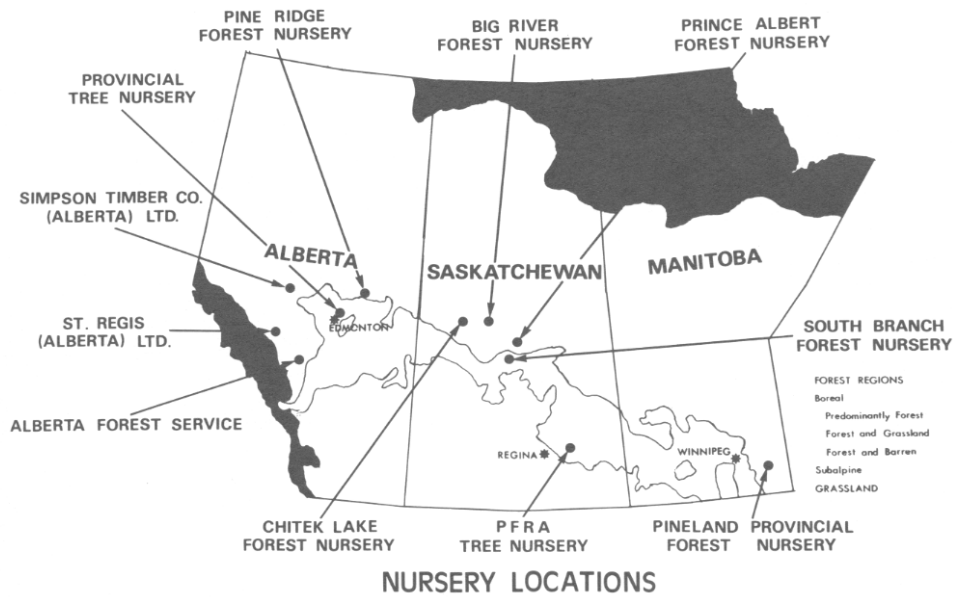 PINE RIDGE
FOREST NURSERY
BIG RIVER
FOREST NURSERY
PRINCE ALBERT
FOREST NURSERY
PROVINCIAL
TREE NURSERY
SIMPSON TIMBER CO.
(ALBERTA) LTD.
ALBERTA
SASKATCHEWAN
MANITOBA
ST. REGIS
(ALBERTA) LTD.
EDMONTON
SOUTH BRANCH
FOREST NURSERY
FOREST REGIONS
Boreal
Predominantly Forest
Forest and Grassland
Forest and Barren
Subalpine
GRASSLAND
ALBERTA FOREST SERVICE
REGINA
WINNIPEG
CHITEK LAKE
FOREST NURSERY
PFRA
TREE NURSERY
PINELAND PROVINCIAL
FOREST NURSERY
NURSERY LOCATIONS